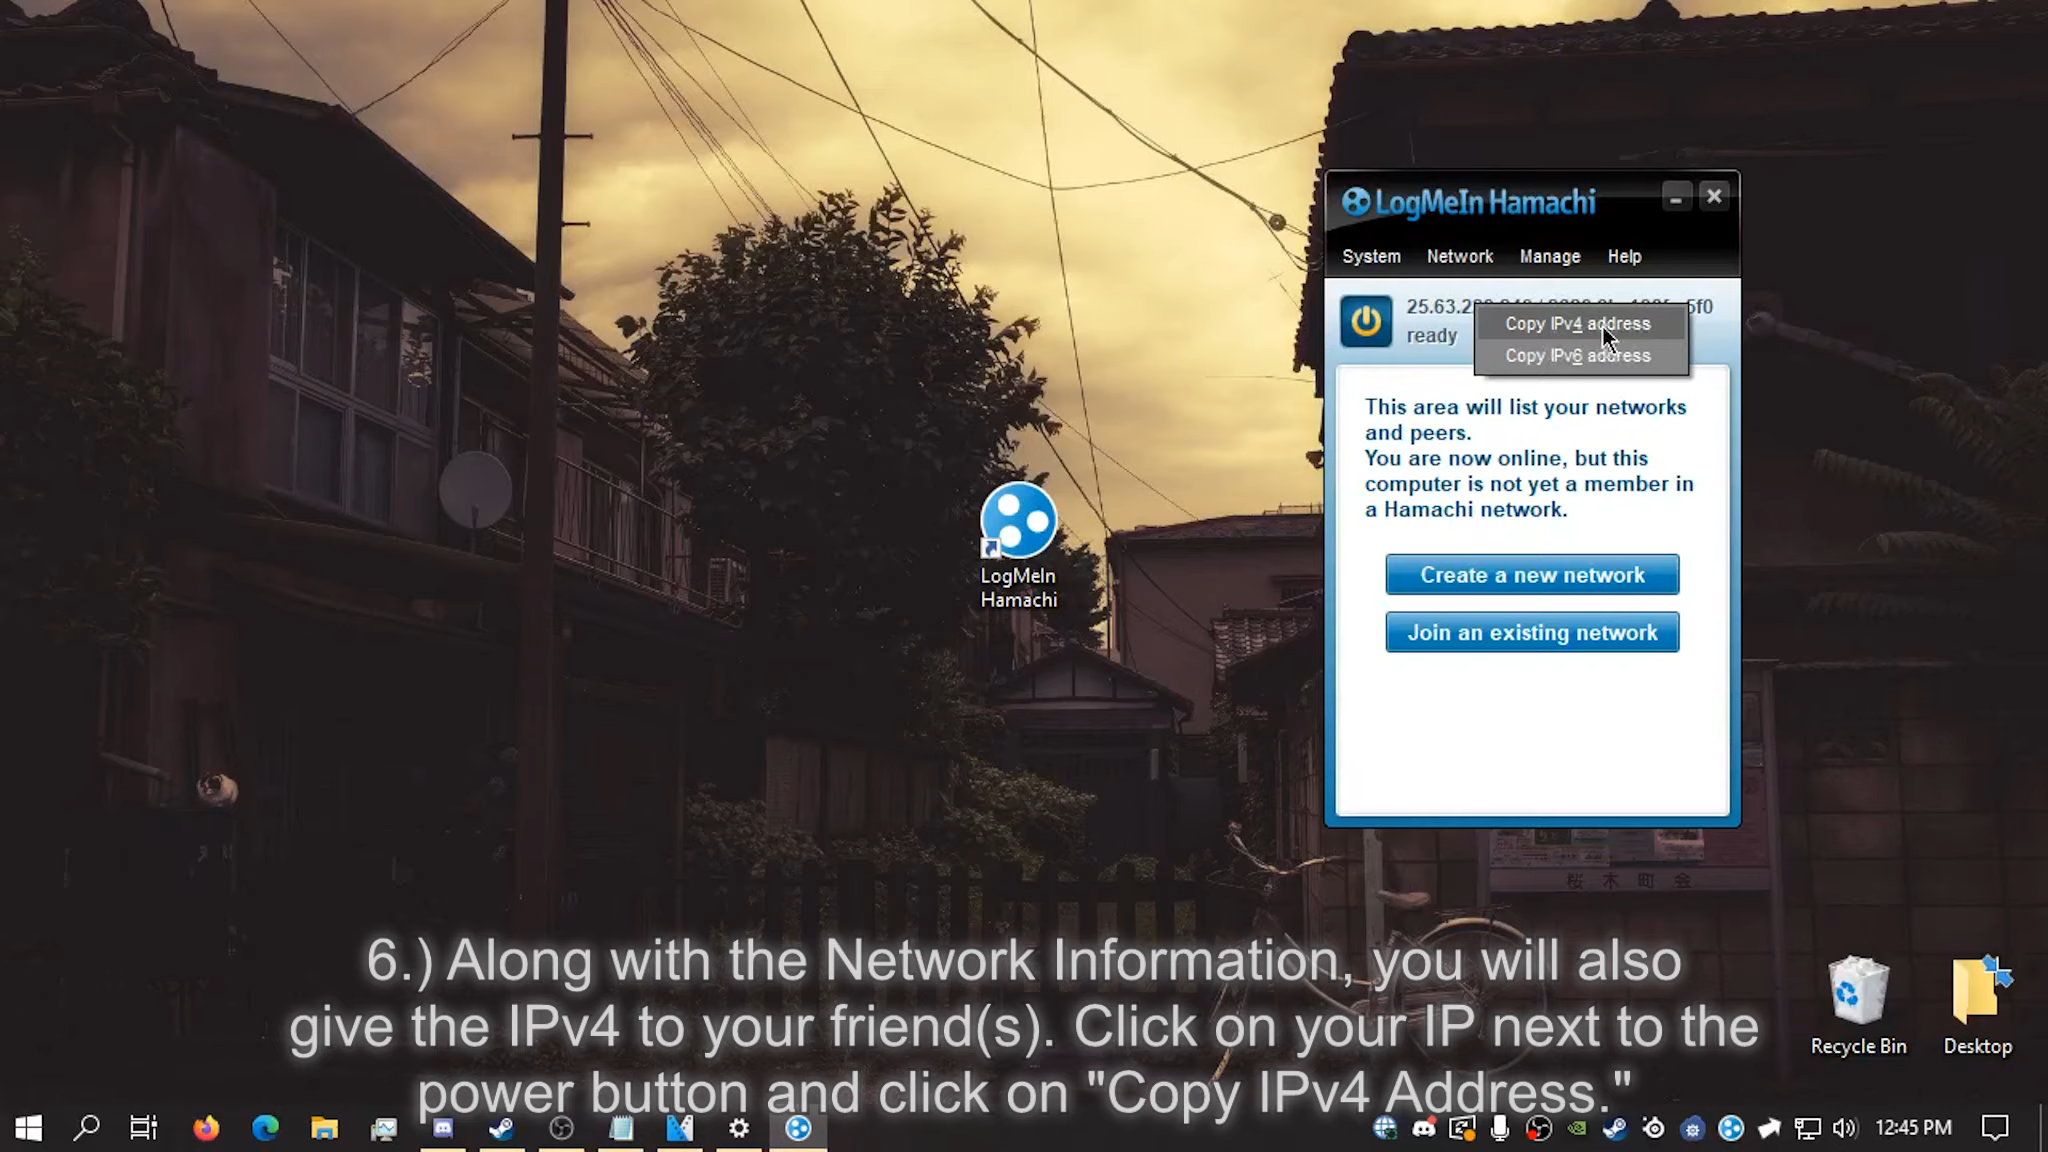 LogMeIn Hamachi
System Network Manage Help
25.63.2
5f0
ready
Copy IPv4 address
Copy IPv6 address
This area will list your networks
and peers.
You are now online, but this
computer is not yet a member in
a Hamachi network.
Create a new network
Join an existing network
LogMeIn
Hamachi
桜木町会
6.) Along with the Network Information, you will also
give the IPv4 to your friend(s). Click on your IP next to the
power button and click on "Copy IPv4 Address."
Recycle Bin
Desktop
12:45 PM